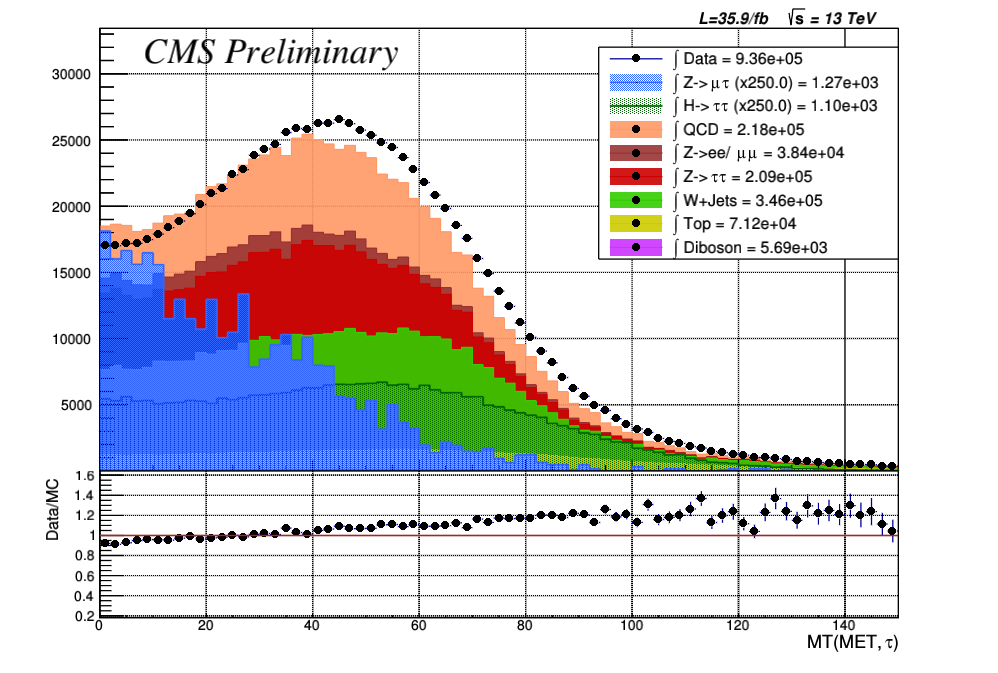 L=35.9/fb √s = 13 TeV
CMS Preliminary
∫ Data = 9.36e+05
∫ Z->μτ (x250.0) = 1.27e+03
∫ H->ττ (x250.0) = 1.10e+03
∫ QCD = 2.18e+05
∫ Z->ee/ μμ = 3.84e+04
∫ Z->ττ = 2.09e+05
∫ W+Jets = 3.46e+05
∫ Top = 7.12e+04
∫ Diboson = 5.69e+03
30000
25000
20000
15000
10000
5000
Data/MC
1.6
1.4
1.2
1
0.8
0.6
0.4
0.2
0 20 40 60 80 100 120 140
MT(MET, τ)